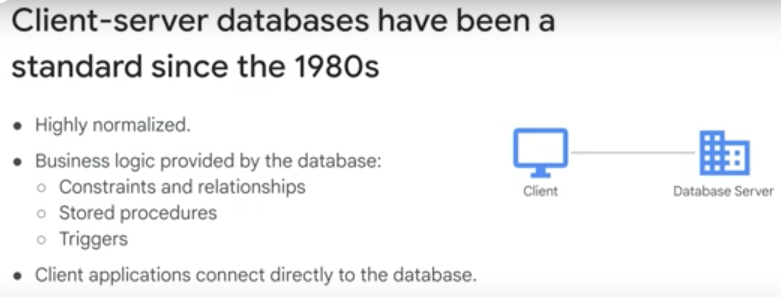 Client-server databases have been a
standard since the 1980s
• Highly normalized.
• Business logic provided by the database:
○ Constraints and relationships
○ Stored procedures
○ Triggers
• Client applications connect directly to the database.
Client
Database Server